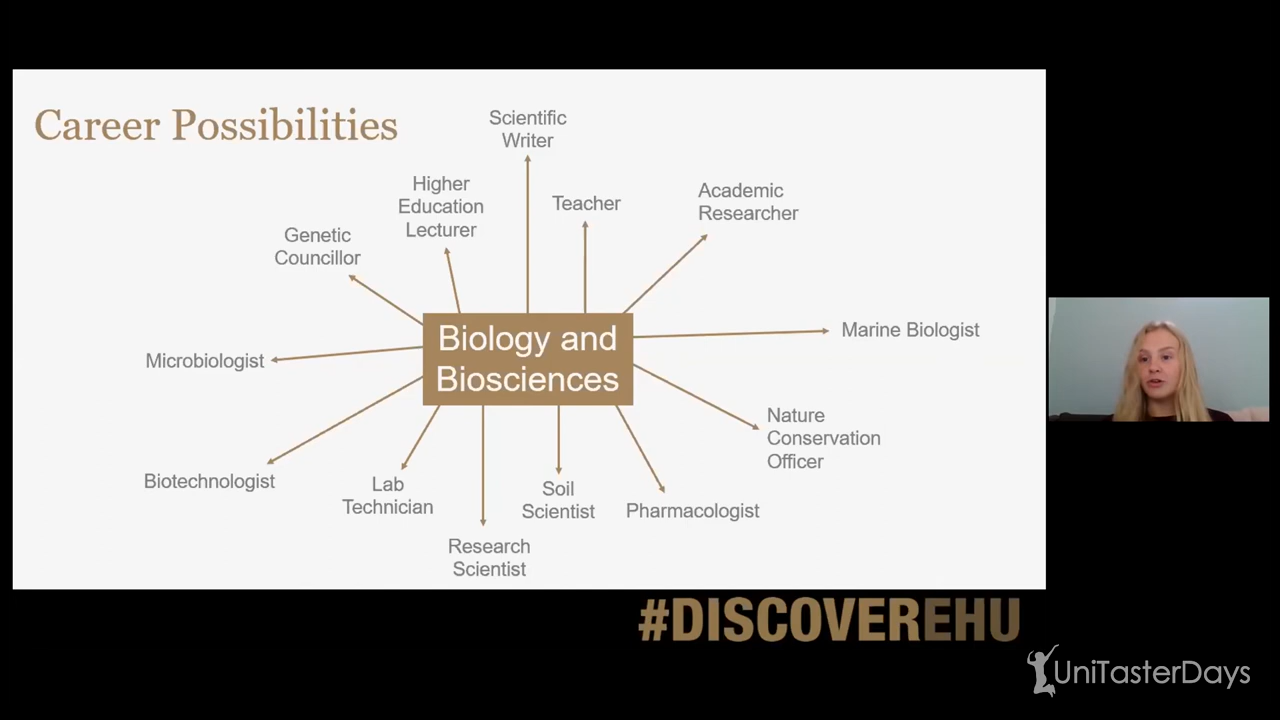 Career Possibilities
Scientific
Writer
Higher
Education
Lecturer
Teacher
Academic
Researcher
Genetic
Councillor
Biology and
Biosciences
Marine Biologist
Microbiologist
Nature
Conservation
Officer
Biotechnologist
Lab
Technician
Soil
Scientist
Pharmacologist
Research
Scientist
#DISCOVEREHU
UniTasterDays